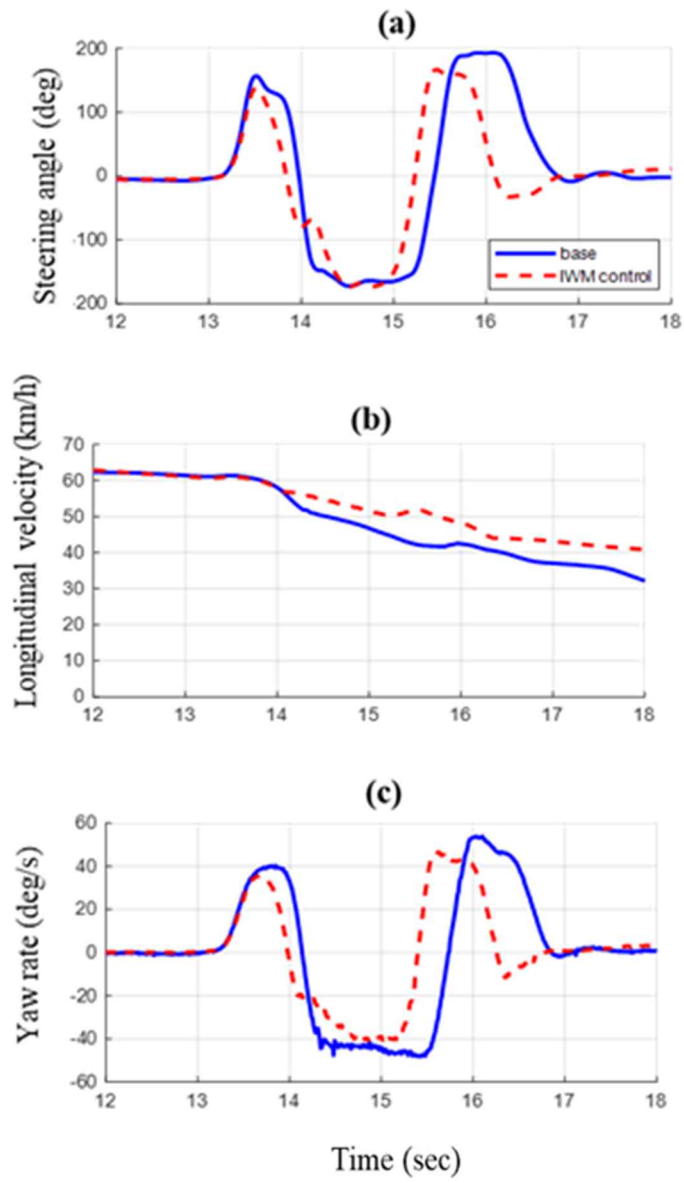 (a)
Steering angle (deg)
200
100
0
-100
-200
base
IWM control
12 13 14 15 16 17 18
(b)
Longitudinal velocity (km/h)
70
60
50
40
30
20
10
0
12 13 14 15 16 17 18
(c)
Yaw rate (deg/s)
60
40
20
0
-20
-40
-60
12 13 14 15 16 17 18
Time (sec)